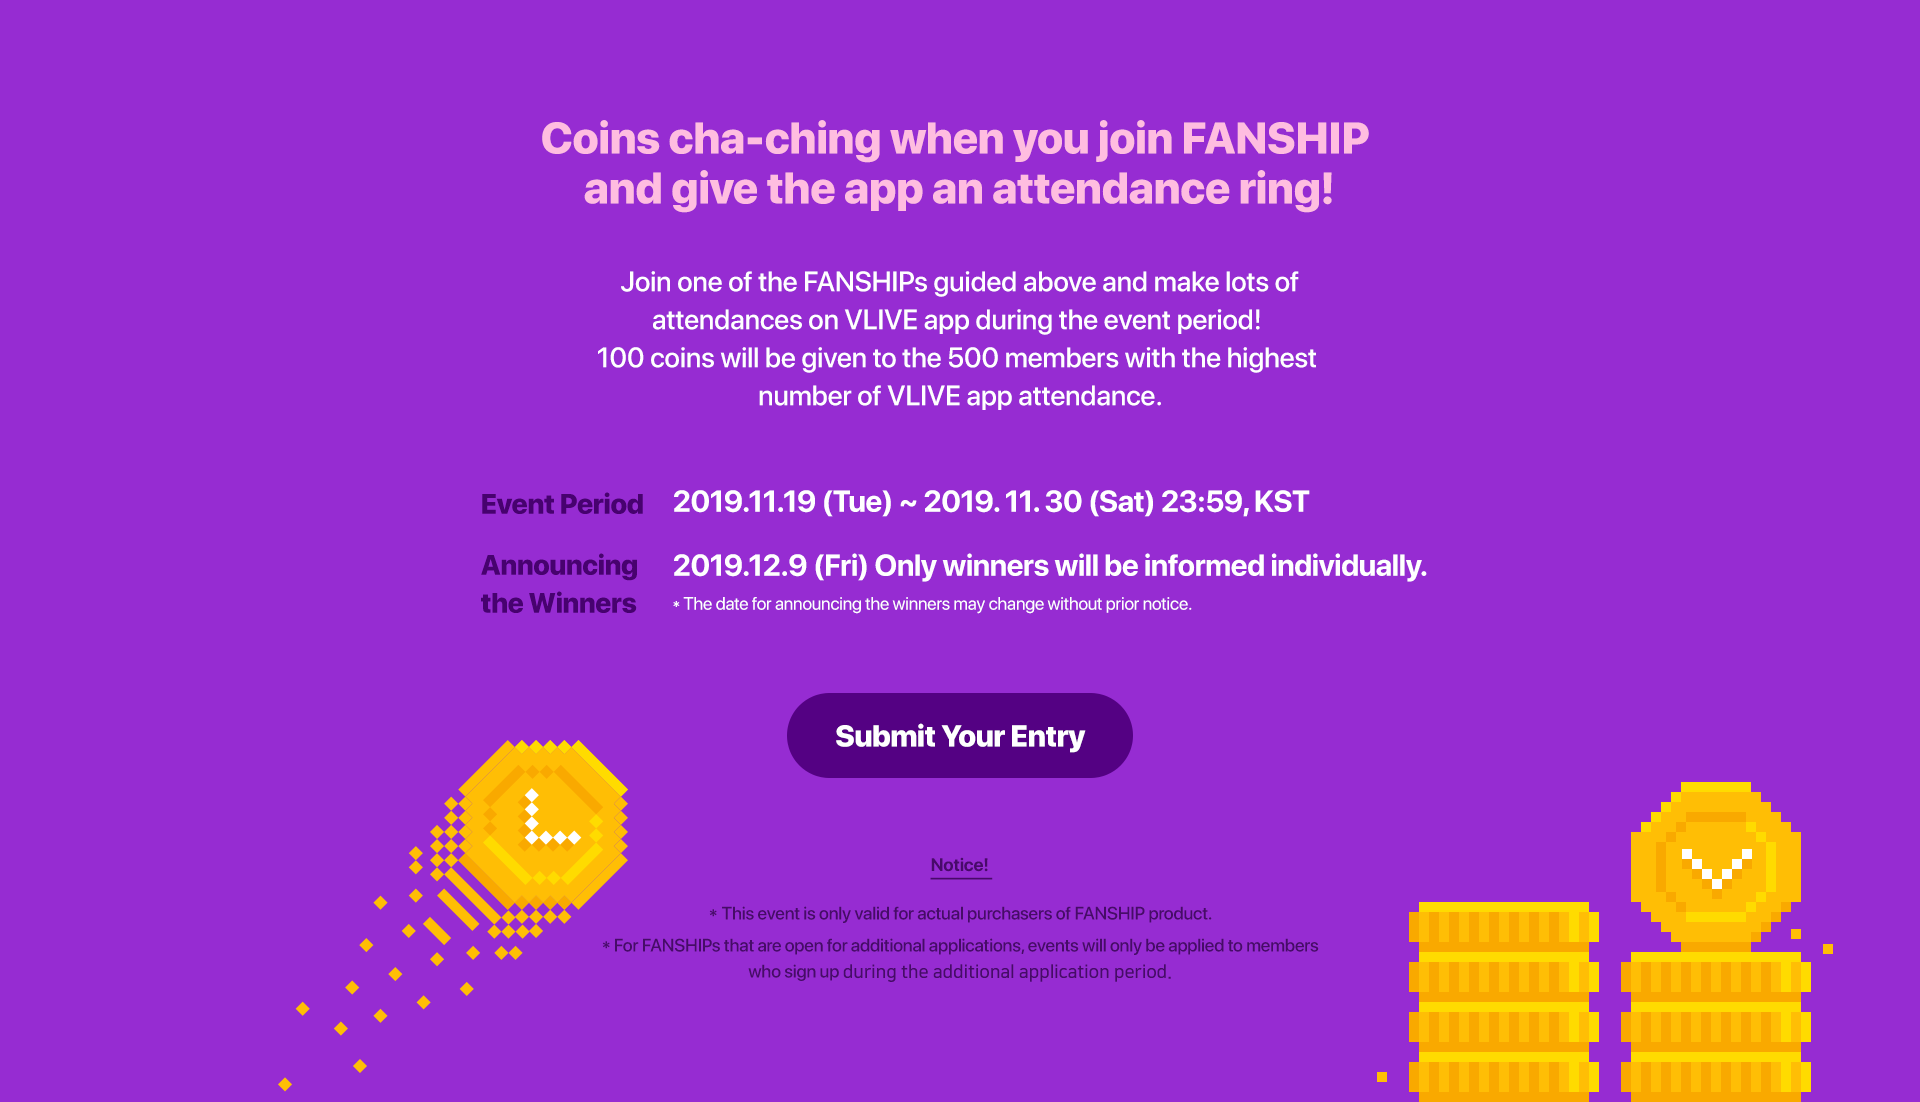 Coins cha-ching when you join FANSHIP
and give the app an attendance ring!
Join one of the FANSHIPs guided above and make lots of
attendances on VLIVE app during the event period!
100 coins will be given to the 500 members with the highest
number of VLIVE app attendance.
Event Period 2019.11.19 (Tue) ~ 2019. 11. 30 (Sat) 23:59, KST
Announcing
the Winners
2019.12.9 (Fri) Only winners will be informed individually.
* The date for announcing the winners may change without prior notice.
Submit Your Entry
Notice!
* This event is only valid for actual purchasers of FANSHIP product.
* For FANSHIPs that are open for additional applications, events will only be applied to members
who sign up during the additional application period.